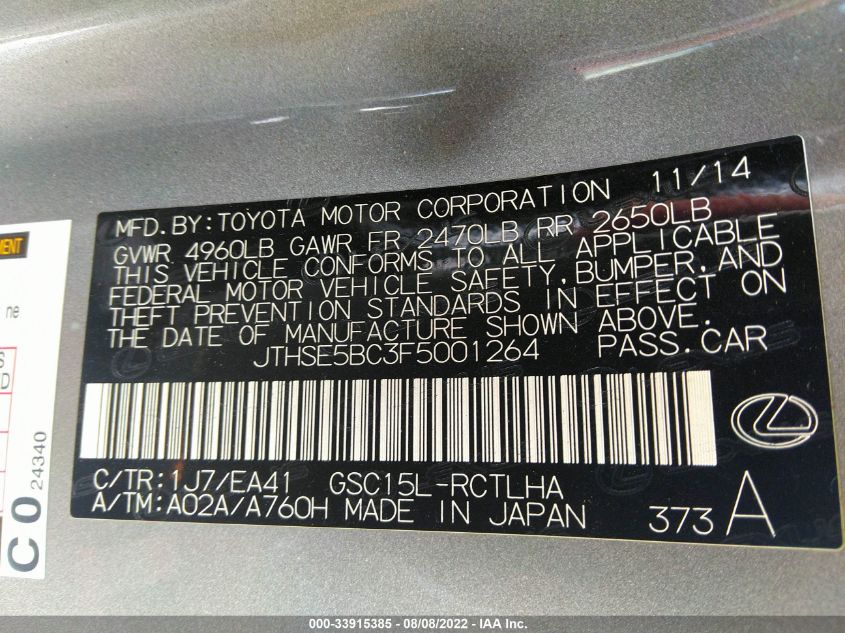 MFD. BY: TOYOTA MOTOR CORPORATION 11/14
GVWR 4960LB GAWR FR 2470LB RR 2650LB
THIS VEHICLE CONFORMS TO ALL APPLICABLE
FEDERAL MOTOR VEHICLE SAFETY, BUMPER, AND
THEFT PREVENTION STANDARDS IN EFFECT ON
THE DATE OF MANUFACTURE SHOWN ABOVE.
JTHSE5BC3F5001264 PASS. CAR
C/TR: 1J7/EA41 GSC15L-RCTLHA
A/TM: A02A/A760H MADE IN JAPAN 373 A
ne
C0 24340
000-33915385 - 08/08/2022 - IAA Inc.